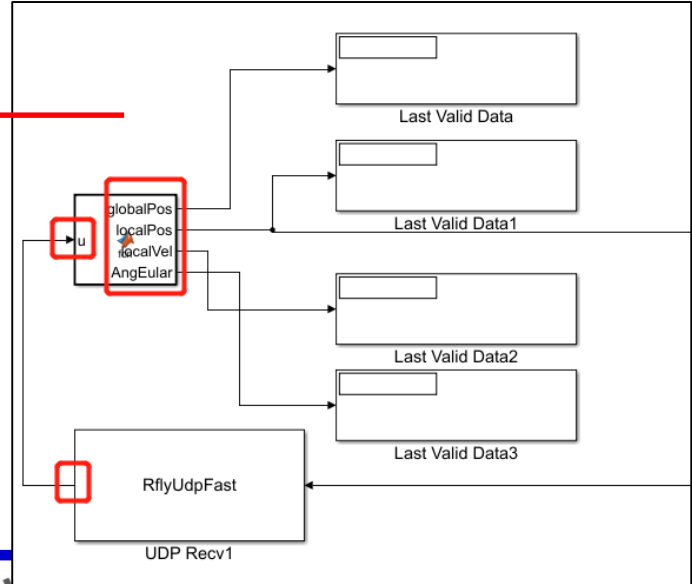 Last Valid Data
globalPos
Last Valid Data1
localPos
u
localVel
AngEular
Last Valid Data2
Last Valid Data3
RflyUdpFast
UDP Recv1